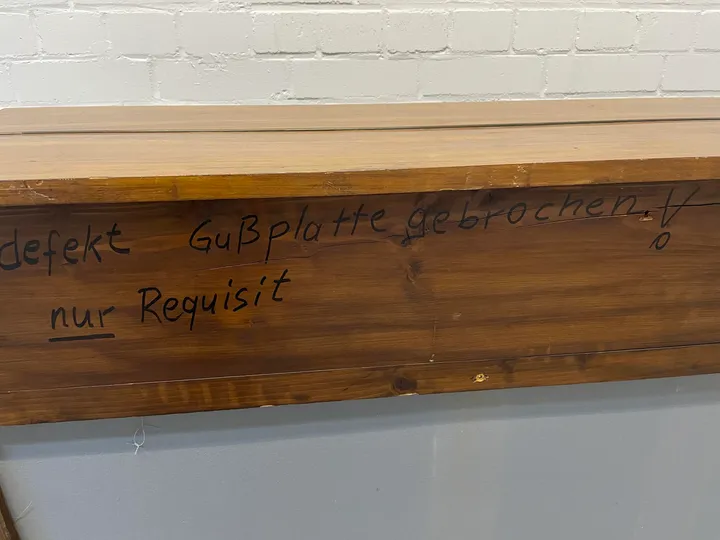 defekt Gußplatte gebrochen!
nur Requisit